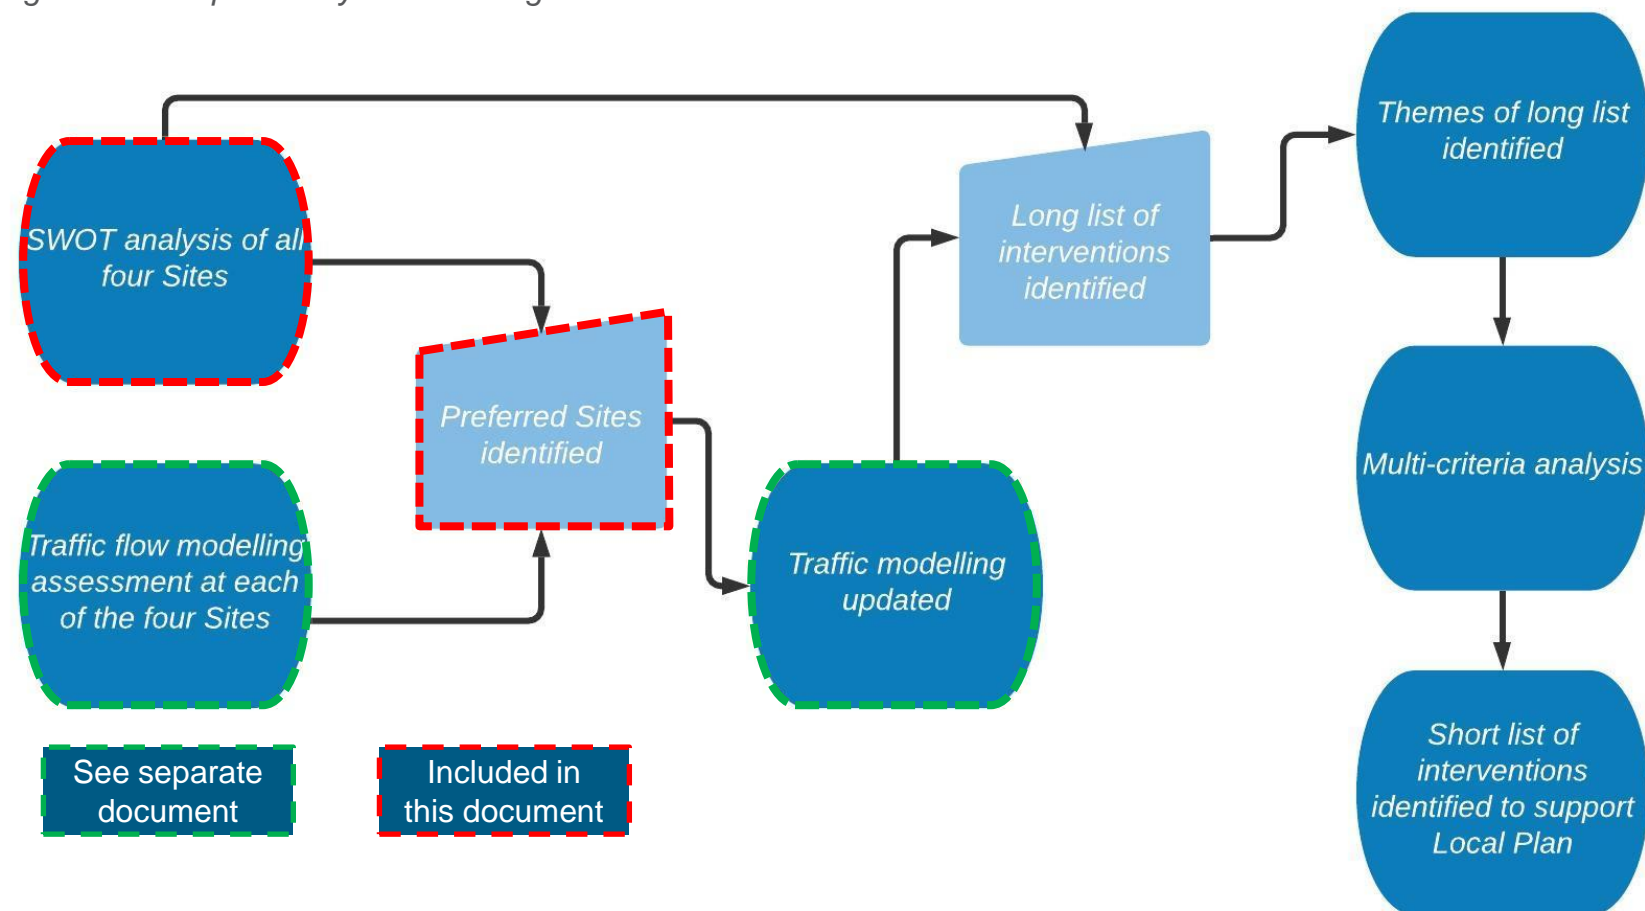 SWOT analysis of all
four Sites
Traffic flow modelling
assessment at each
of the four Sites
Preferred Sites
identified
Traffic modelling
updated
Long list of
interventions
identified
Themes of long list
identified
Multi-criteria analysis
Short list of
interventions
identified to support
Local Plan
See separate
document
Included in
this document